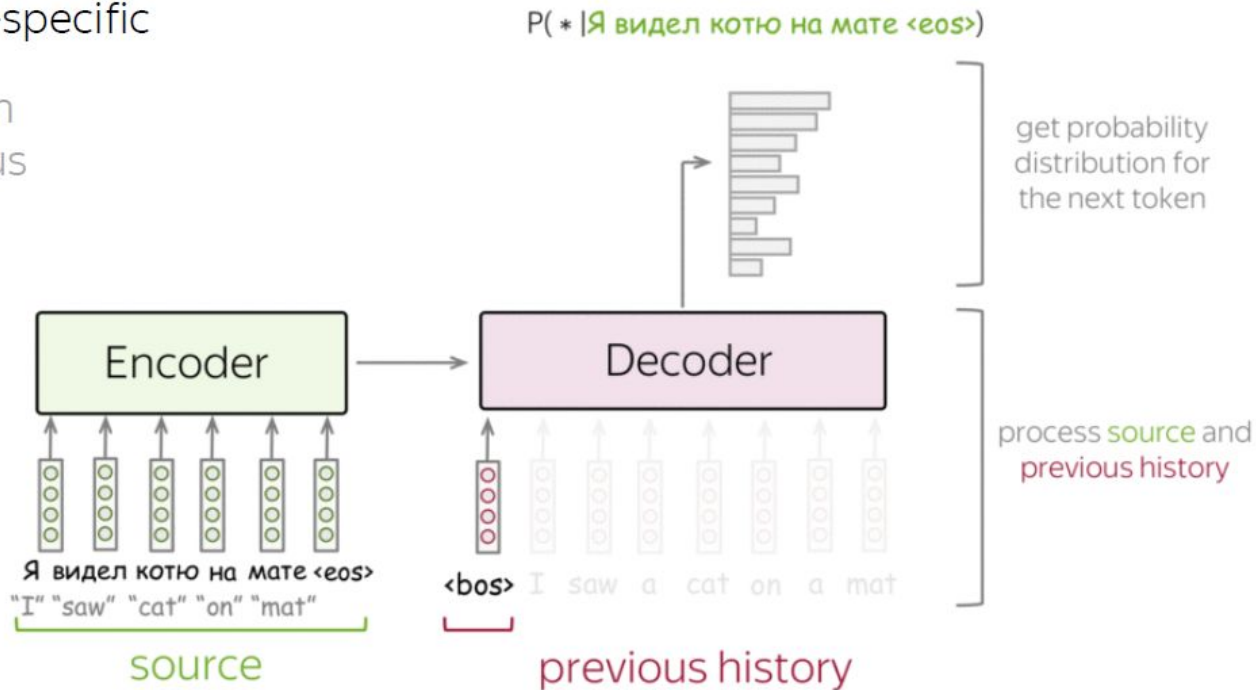 specific
P( * |Я видел котю на мате <eos>)
get probability
distribution for
the next token
Encoder
Decoder
process source and
previous history
Я видел котю на мате <eos>
"I" "saw" "cat" "on" "mat"
<bos> I saw a cat on a mat
source
previous history